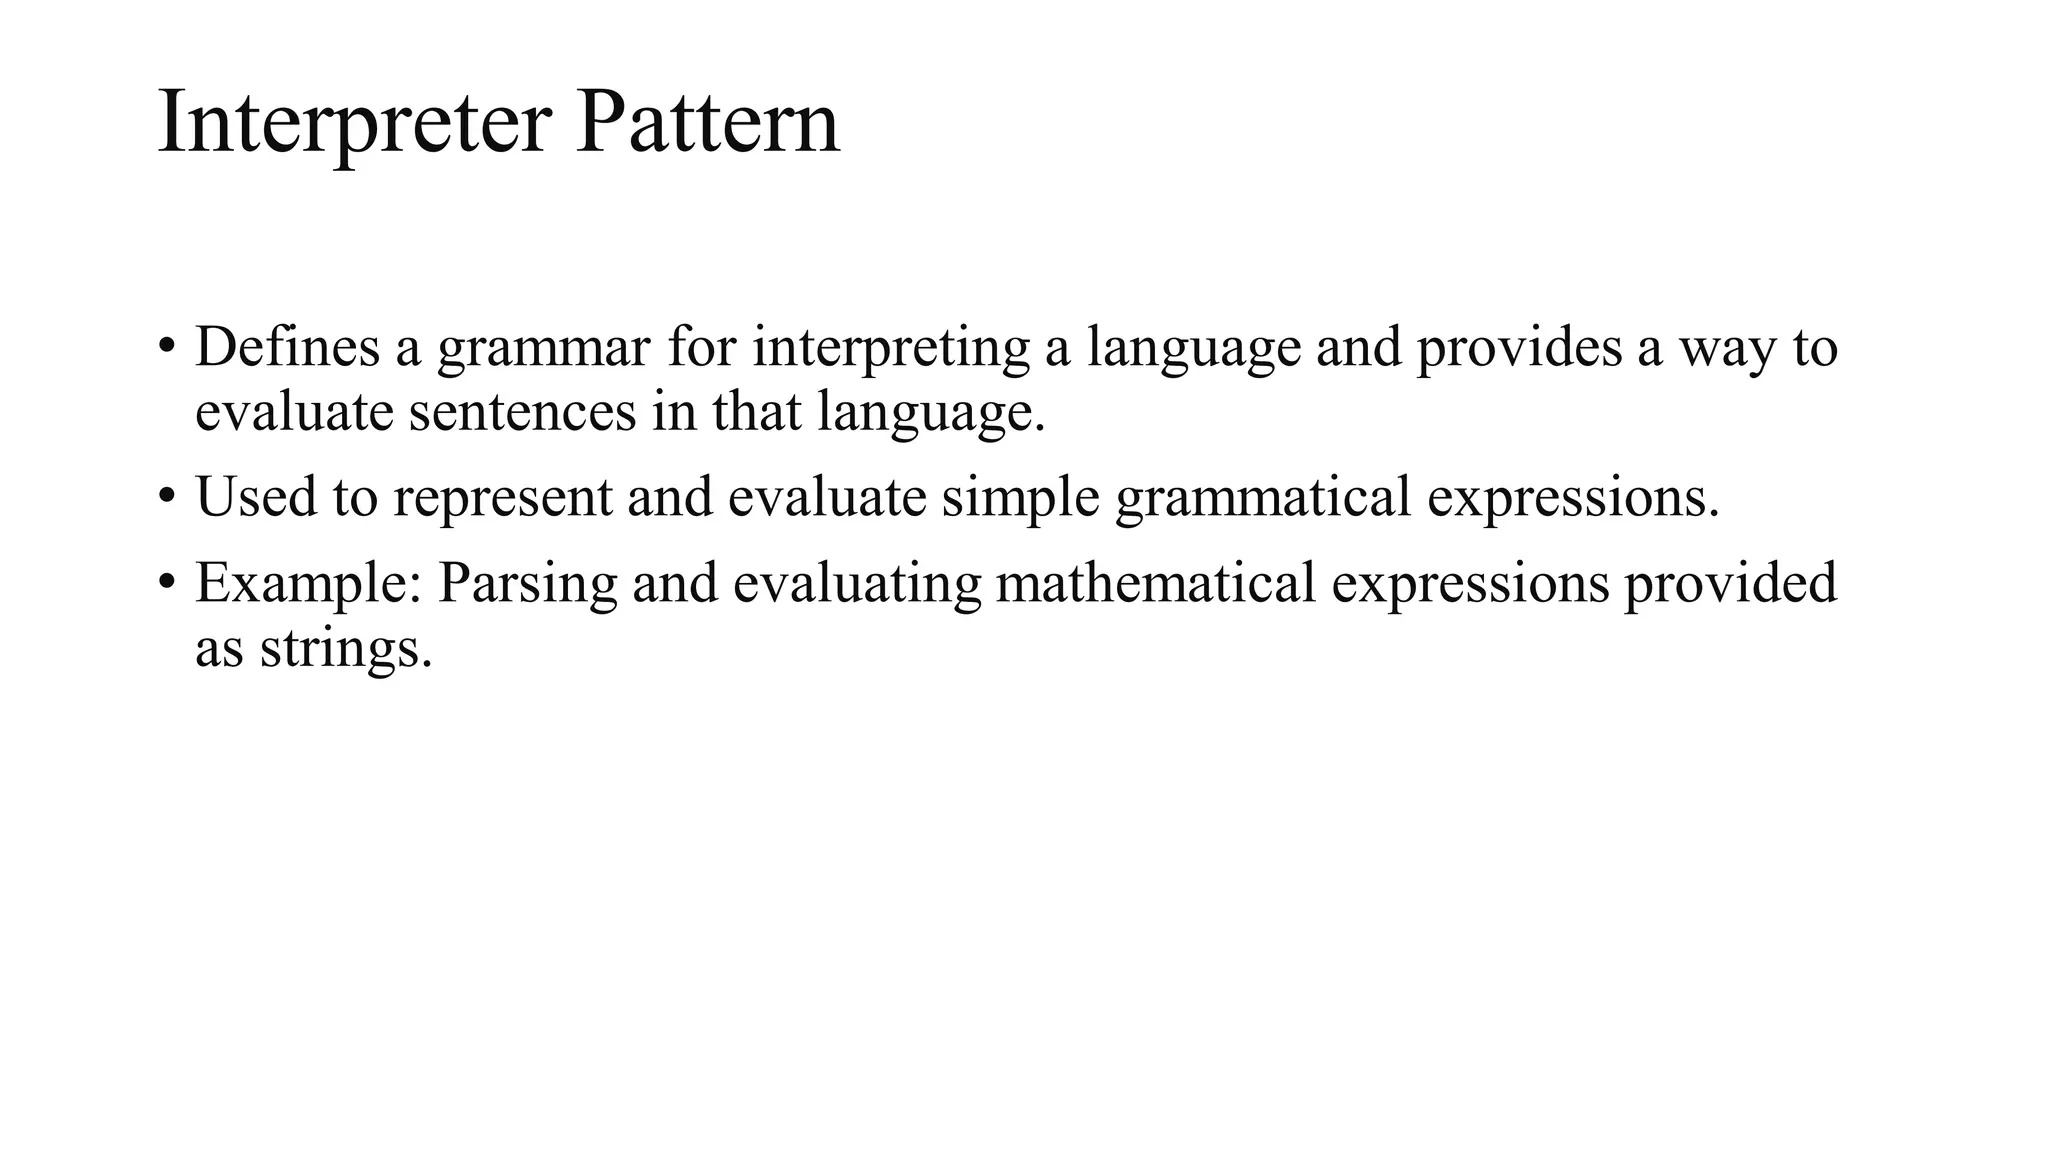 Interpreter Pattern
• Defines a grammar for interpreting a language and provides a way to
evaluate sentences in that language.
• Used to represent and evaluate simple grammatical expressions.
• Example: Parsing and evaluating mathematical expressions provided
as strings.